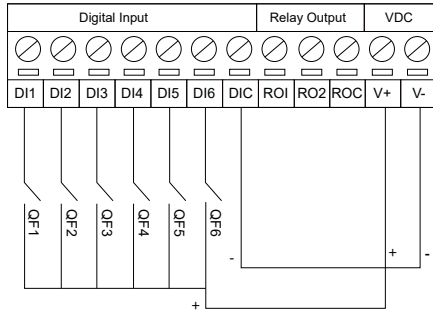 Digital Input Relay Output VDC
DI1 DI2 DI3 DI4 DI5 DI6 DIC ROI RO2 ROC V+ V-
QF1 QF2 QF3 QF4 QF5 QF6
- + -
+